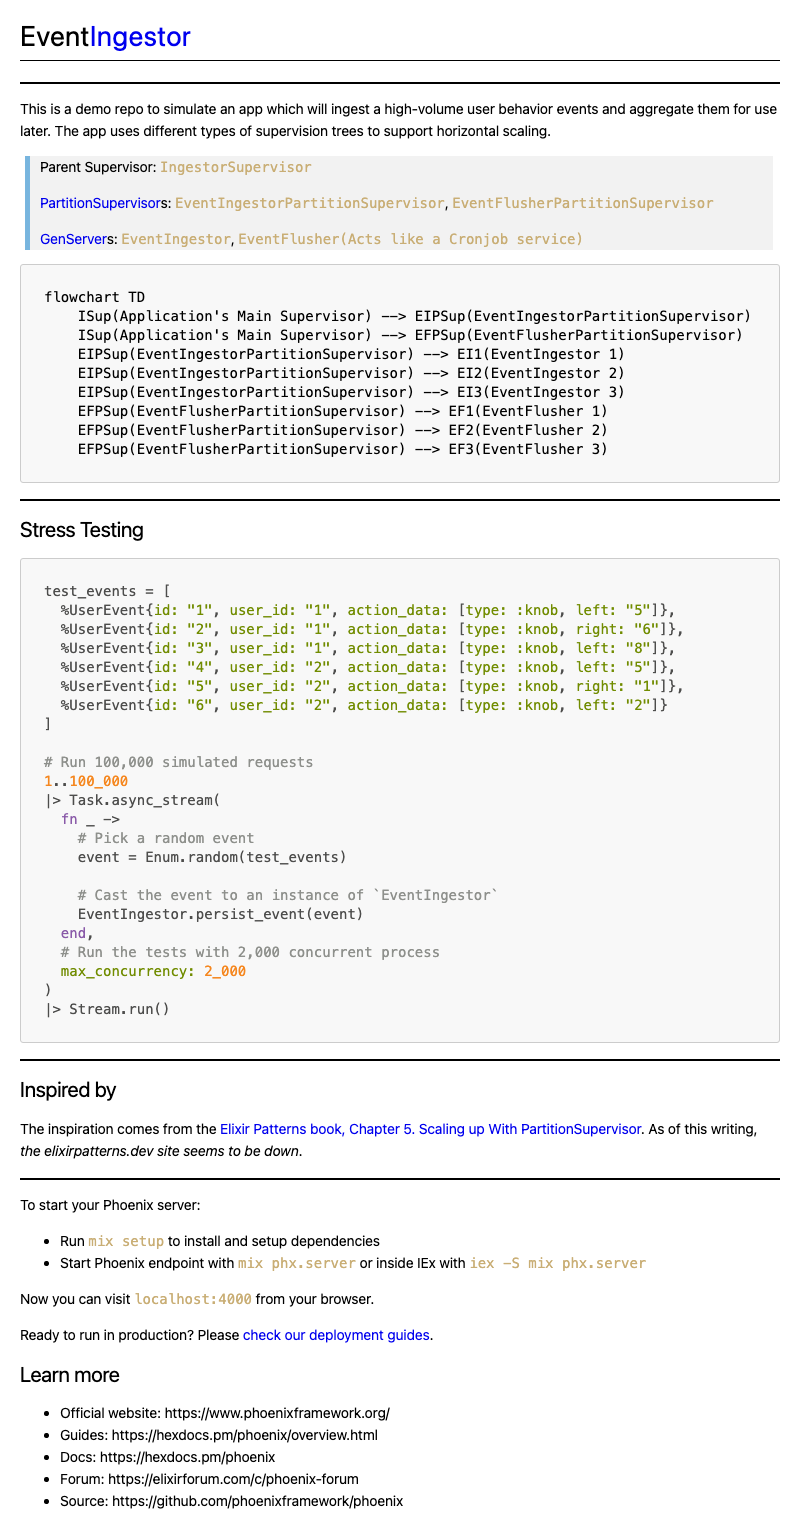 EventIngestor
This is a demo repo to simulate an app which will ingest a high-volume user behavior events and aggregate them for use
later. The app uses different types of supervision trees to support horizontal scaling.
Parent Supervisor: IngestorSupervisor
PartitionSupervisors: EventIngestorPartitionSupervisor, EventFlusherPartitionSupervisor
GenServers: EventIngestor, EventFlusher(Acts like a Cronjob service)
flowchart TD
    ISup(Application's Main Supervisor) --> EIPSup(EventIngestorPartitionSupervisor)
    ISup(Application's Main Supervisor) --> EFPSup(EventFlusherPartitionSupervisor)
    EIPSup(EventIngestorPartitionSupervisor) --> EI1(EventIngestor 1)
    EIPSup(EventIngestorPartitionSupervisor) --> EI2(EventIngestor 2)
    EIPSup(EventIngestorPartitionSupervisor) --> EI3(EventIngestor 3)
    EFPSup(EventFlusherPartitionSupervisor) --> EF1(EventFlusher 1)
    EFPSup(EventFlusherPartitionSupervisor) --> EF2(EventFlusher 2)
    EFPSup(EventFlusherPartitionSupervisor) --> EF3(EventFlusher 3)
Stress Testing
test_events = [
  %UserEvent{id: "1", user_id: "1", action_data: [type: :knob, left: "5"]},
  %UserEvent{id: "2", user_id: "1", action_data: [type: :knob, right: "6"]},
  %UserEvent{id: "3", user_id: "1", action_data: [type: :knob, left: "8"]},
  %UserEvent{id: "4", user_id: "2", action_data: [type: :knob, left: "5"]},
  %UserEvent{id: "5", user_id: "2", action_data: [type: :knob, right: "1"]},
  %UserEvent{id: "6", user_id: "2", action_data: [type: :knob, left: "2"]}
]
# Run 100,000 simulated requests
1..100_000
|> Task.async_stream(
  fn _ ->
    # Pick a random event
    event = Enum.random(test_events)
    # Cast the event to an instance of `EventIngestor`
    EventIngestor.persist_event(event)
  end,
  # Run the tests with 2,000 concurrent process
  max_concurrency: 2_000
)
|> Stream.run()
Inspired by
The inspiration comes from the Elixir Patterns book, Chapter 5. Scaling up With PartitionSupervisor. As of this writing,
the elixirpatterns.dev site seems to be down.
To start your Phoenix server:
• Run mix setup to install and setup dependencies
• Start Phoenix endpoint with mix phx.server or inside IEx with iex -S mix phx.server
Now you can visit localhost:4000 from your browser.
Ready to run in production? Please check our deployment guides.
Learn more
• Official website: https://www.phoenixframework.org/
• Guides: https://hexdocs.pm/phoenix/overview.html
• Docs: https://hexdocs.pm/phoenix
• Forum: https://elixirforum.com/c/phoenix-forum
• Source: https://github.com/phoenixframework/phoenix